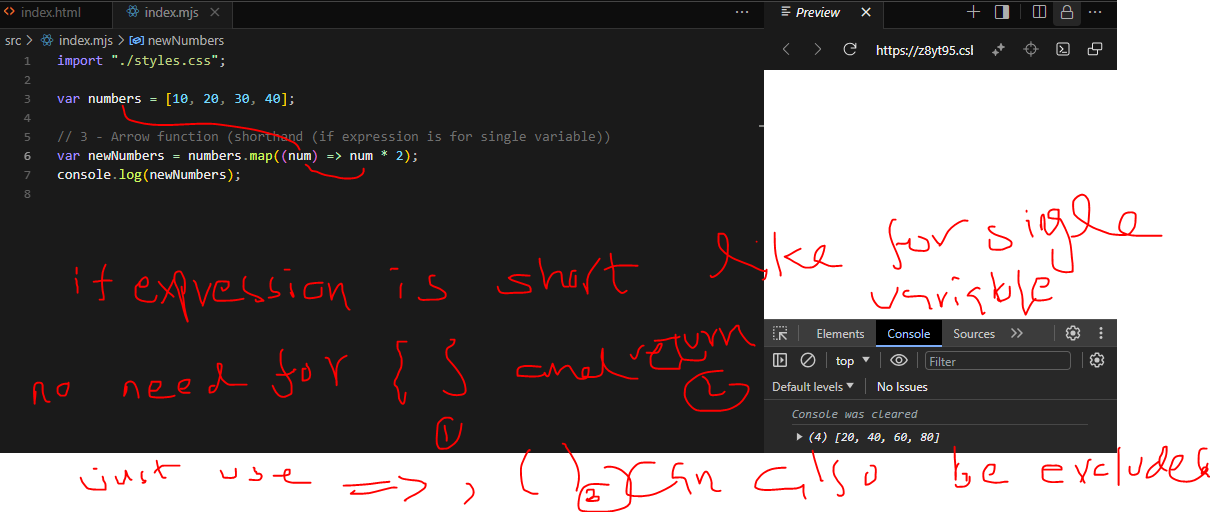 index.html
index.mjs
Preview
src > index.mjs > newNumbers
https://z8yt95.csl
1 import "./styles.css";
2
3 var numbers = [10, 20, 30, 40];
4
5 // 3 - Arrow function (shorthand (if expression is for single variable))
6 var newNumbers = numbers.map((num) => num * 2);
7 console.log(newNumbers);
8
if expression is short like for single variable
no need for { } and return
1 2
just use => , ( ) 3 can also be excluded
Elements Console Sources
top Filter
Default levels No Issues
Console was cleared
(4) [20, 40, 60, 80]